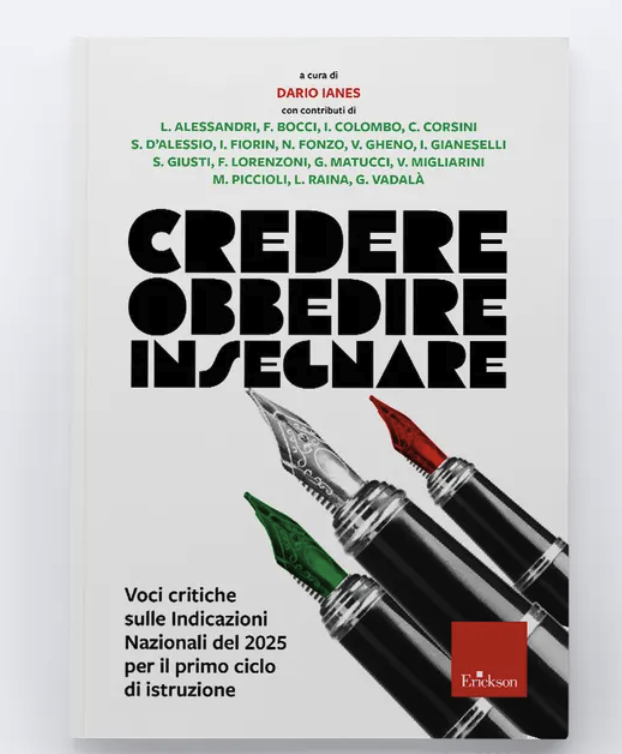 a cura di
DARIO IANES
con contributi di
L. ALESSANDRI, F. BOCCI, I. COLOMBO, C. CORSINI
S. D'ALESSIO, I. FIORIN, N. FONZO, V. GHENO, I. GIANESELLI
S. GIUSTI, F. LORENZONI, G. MATUCCI, V. MIGLIARINI
M. PICCIOLI, L. RAINA, G. VADALÀ
CREDERE
OBBEDIRE
INSEGNARE
Voci critiche
sulle Indicazioni
Nazionali del 2025
per il primo ciclo
di istruzione
Erickson